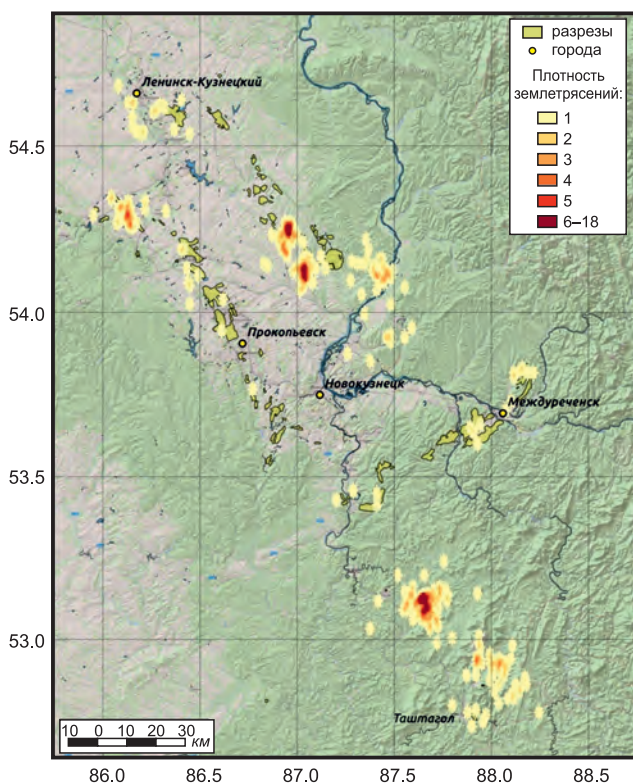 разрезы
города
Плотность
землетрясений:
1
2
3
4
5
6–18
Ленинск-Кузнецкий
54.5
54.0
Прокопьевск
Новокузнецк
Междуреченск
53.5
53.0
Таштагол
10 0 10 20 30
км
86.0 86.5 87.0 87.5 88.0 88.5